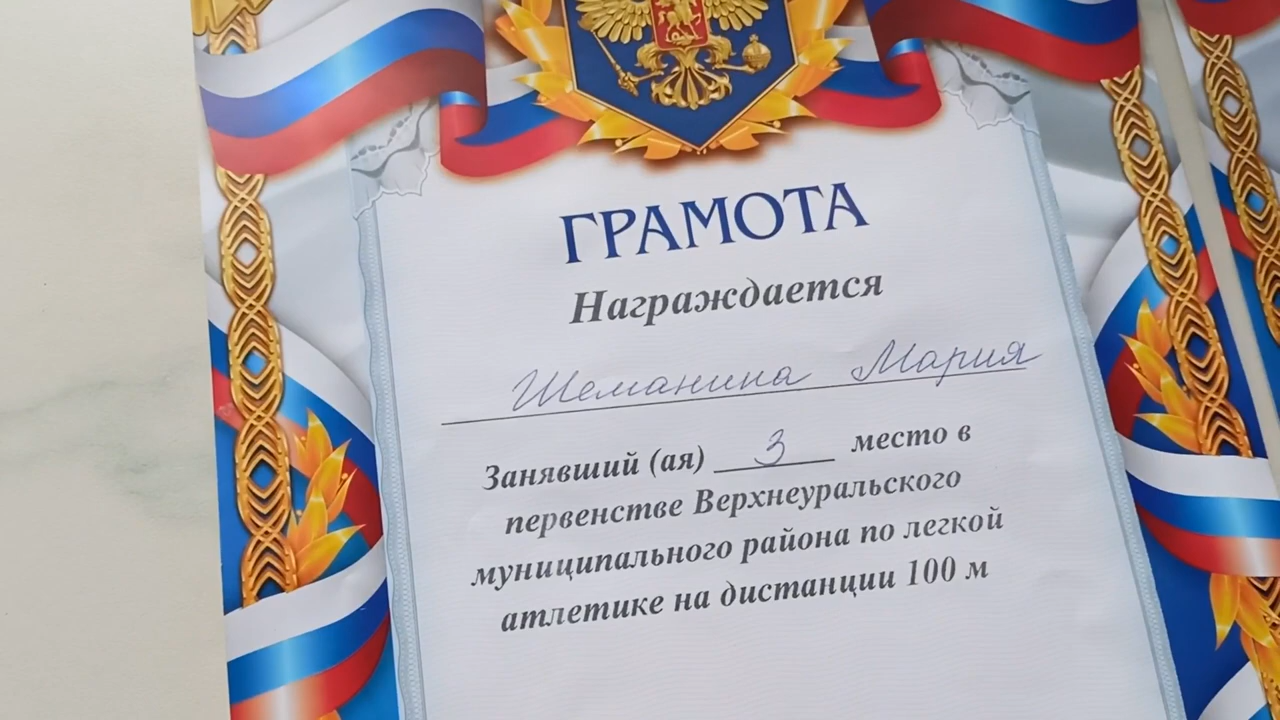 ГРАМОТА
Награждается
Шеманина Мария
Занявший (ая) 3 место в
первенстве Верхнеуральского
муниципального района по легкой
атлетике на дистанции 100 м